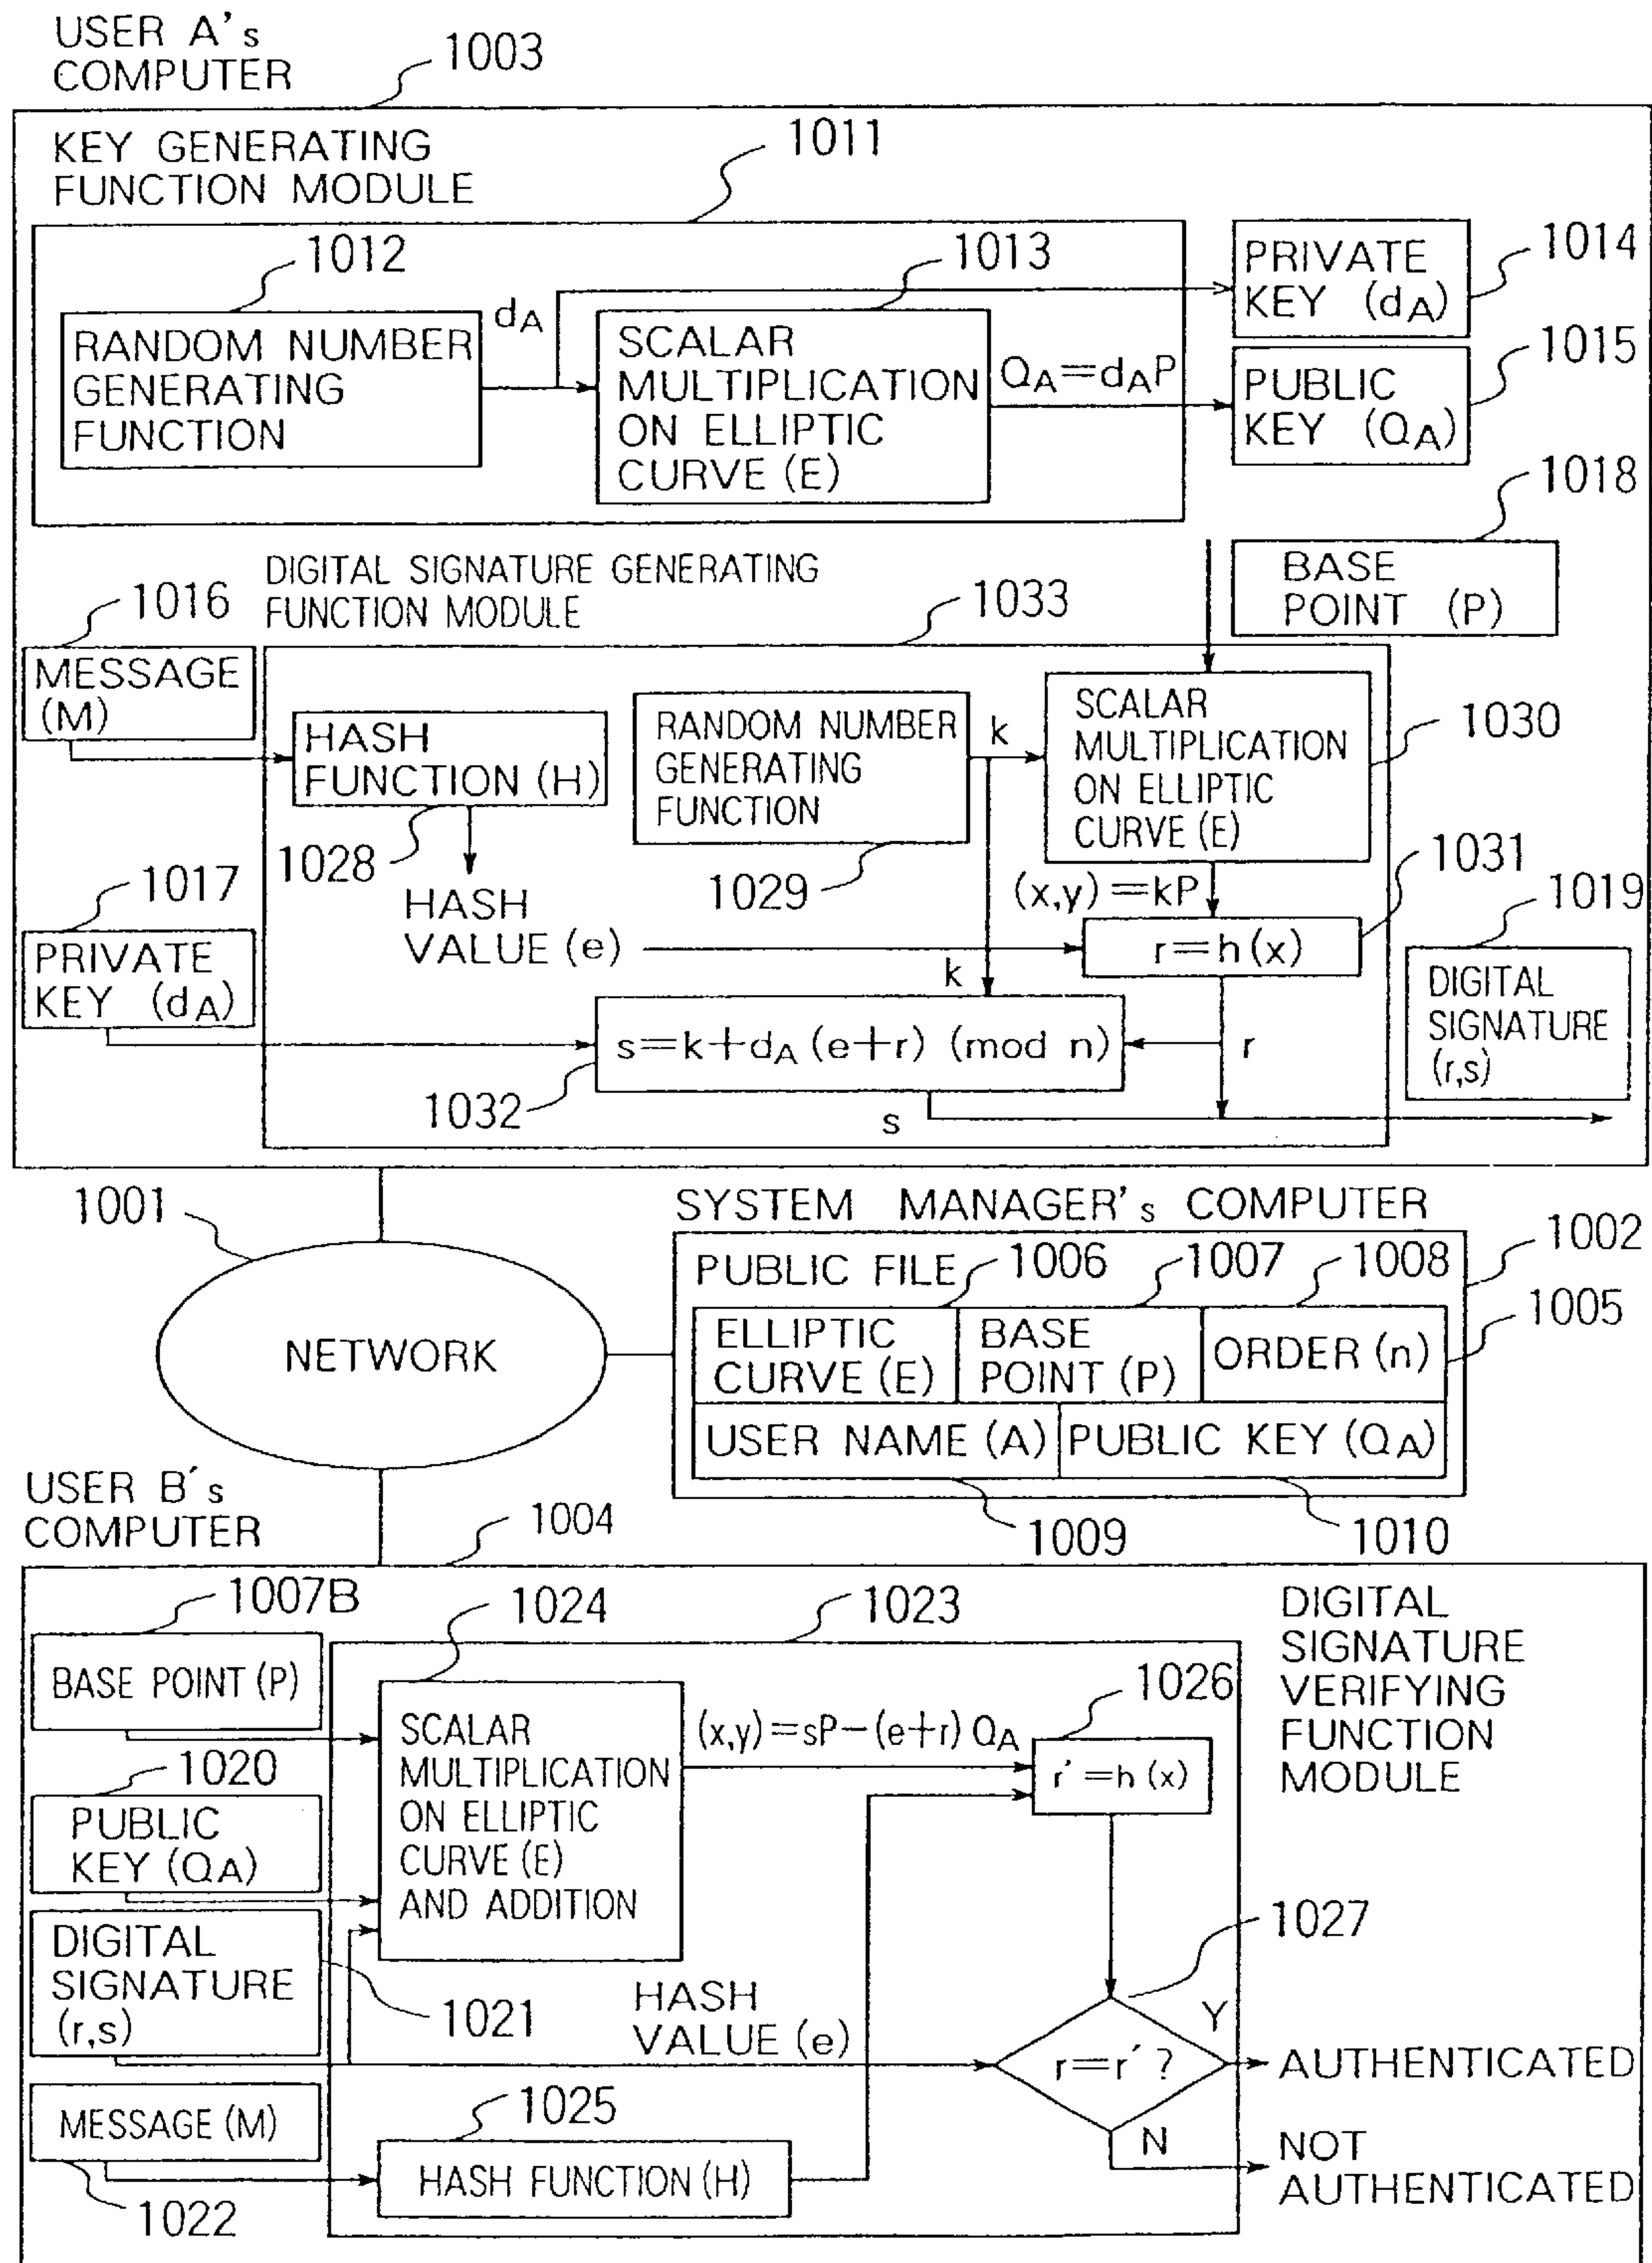 USER A's
COMPUTER
1003
KEY GENERATING
FUNCTION MODULE
1011
1012
1013
1014
RANDOM NUMBER
GENERATING
FUNCTION
dA
SCALAR
MULTIPLICATION
ON ELLIPTIC
CURVE (E)
QA=dAP
PRIVATE
KEY (dA)
1015
PUBLIC
KEY (QA)
1018
BASE
POINT (P)
DIGITAL SIGNATURE GENERATING
FUNCTION MODULE
1016
1033
MESSAGE
(M)
HASH
FUNCTION (H)
1028
RANDOM NUMBER
GENERATING
FUNCTION
1029
k
SCALAR
MULTIPLICATION
ON ELLIPTIC
CURVE (E)
1030
1031
(x,y)=kP
HASH
VALUE (e)
r=h(x)
1017
PRIVATE
KEY (dA)
k
s=k+dA (e+r) (mod n)
1032
r
s
1019
DIGITAL
SIGNATURE
(r,s)
1001
NETWORK
SYSTEM MANAGER's COMPUTER
1002
PUBLIC FILE
1006
1007
1008
1005
ELLIPTIC
CURVE (E)
BASE
POINT (P)
ORDER (n)
USER NAME (A)
PUBLIC KEY (QA)
1009
1010
USER B's
COMPUTER
1004
1007B
1024
1023
DIGITAL
SIGNATURE
VERIFYING
FUNCTION
MODULE
BASE POINT (P)
SCALAR
MULTIPLICATION
ON ELLIPTIC
CURVE (E)
AND ADDITION
(x,y)=sP-(e+r) QA
1026
r'=h (x)
1020
PUBLIC
KEY (QA)
DIGITAL
SIGNATURE
(r,s)
1021
HASH
VALUE (e)
1027
r=r' ?
Y
AUTHENTICATED
N
NOT
AUTHENTICATED
MESSAGE (M)
1022
1025
HASH FUNCTION (H)